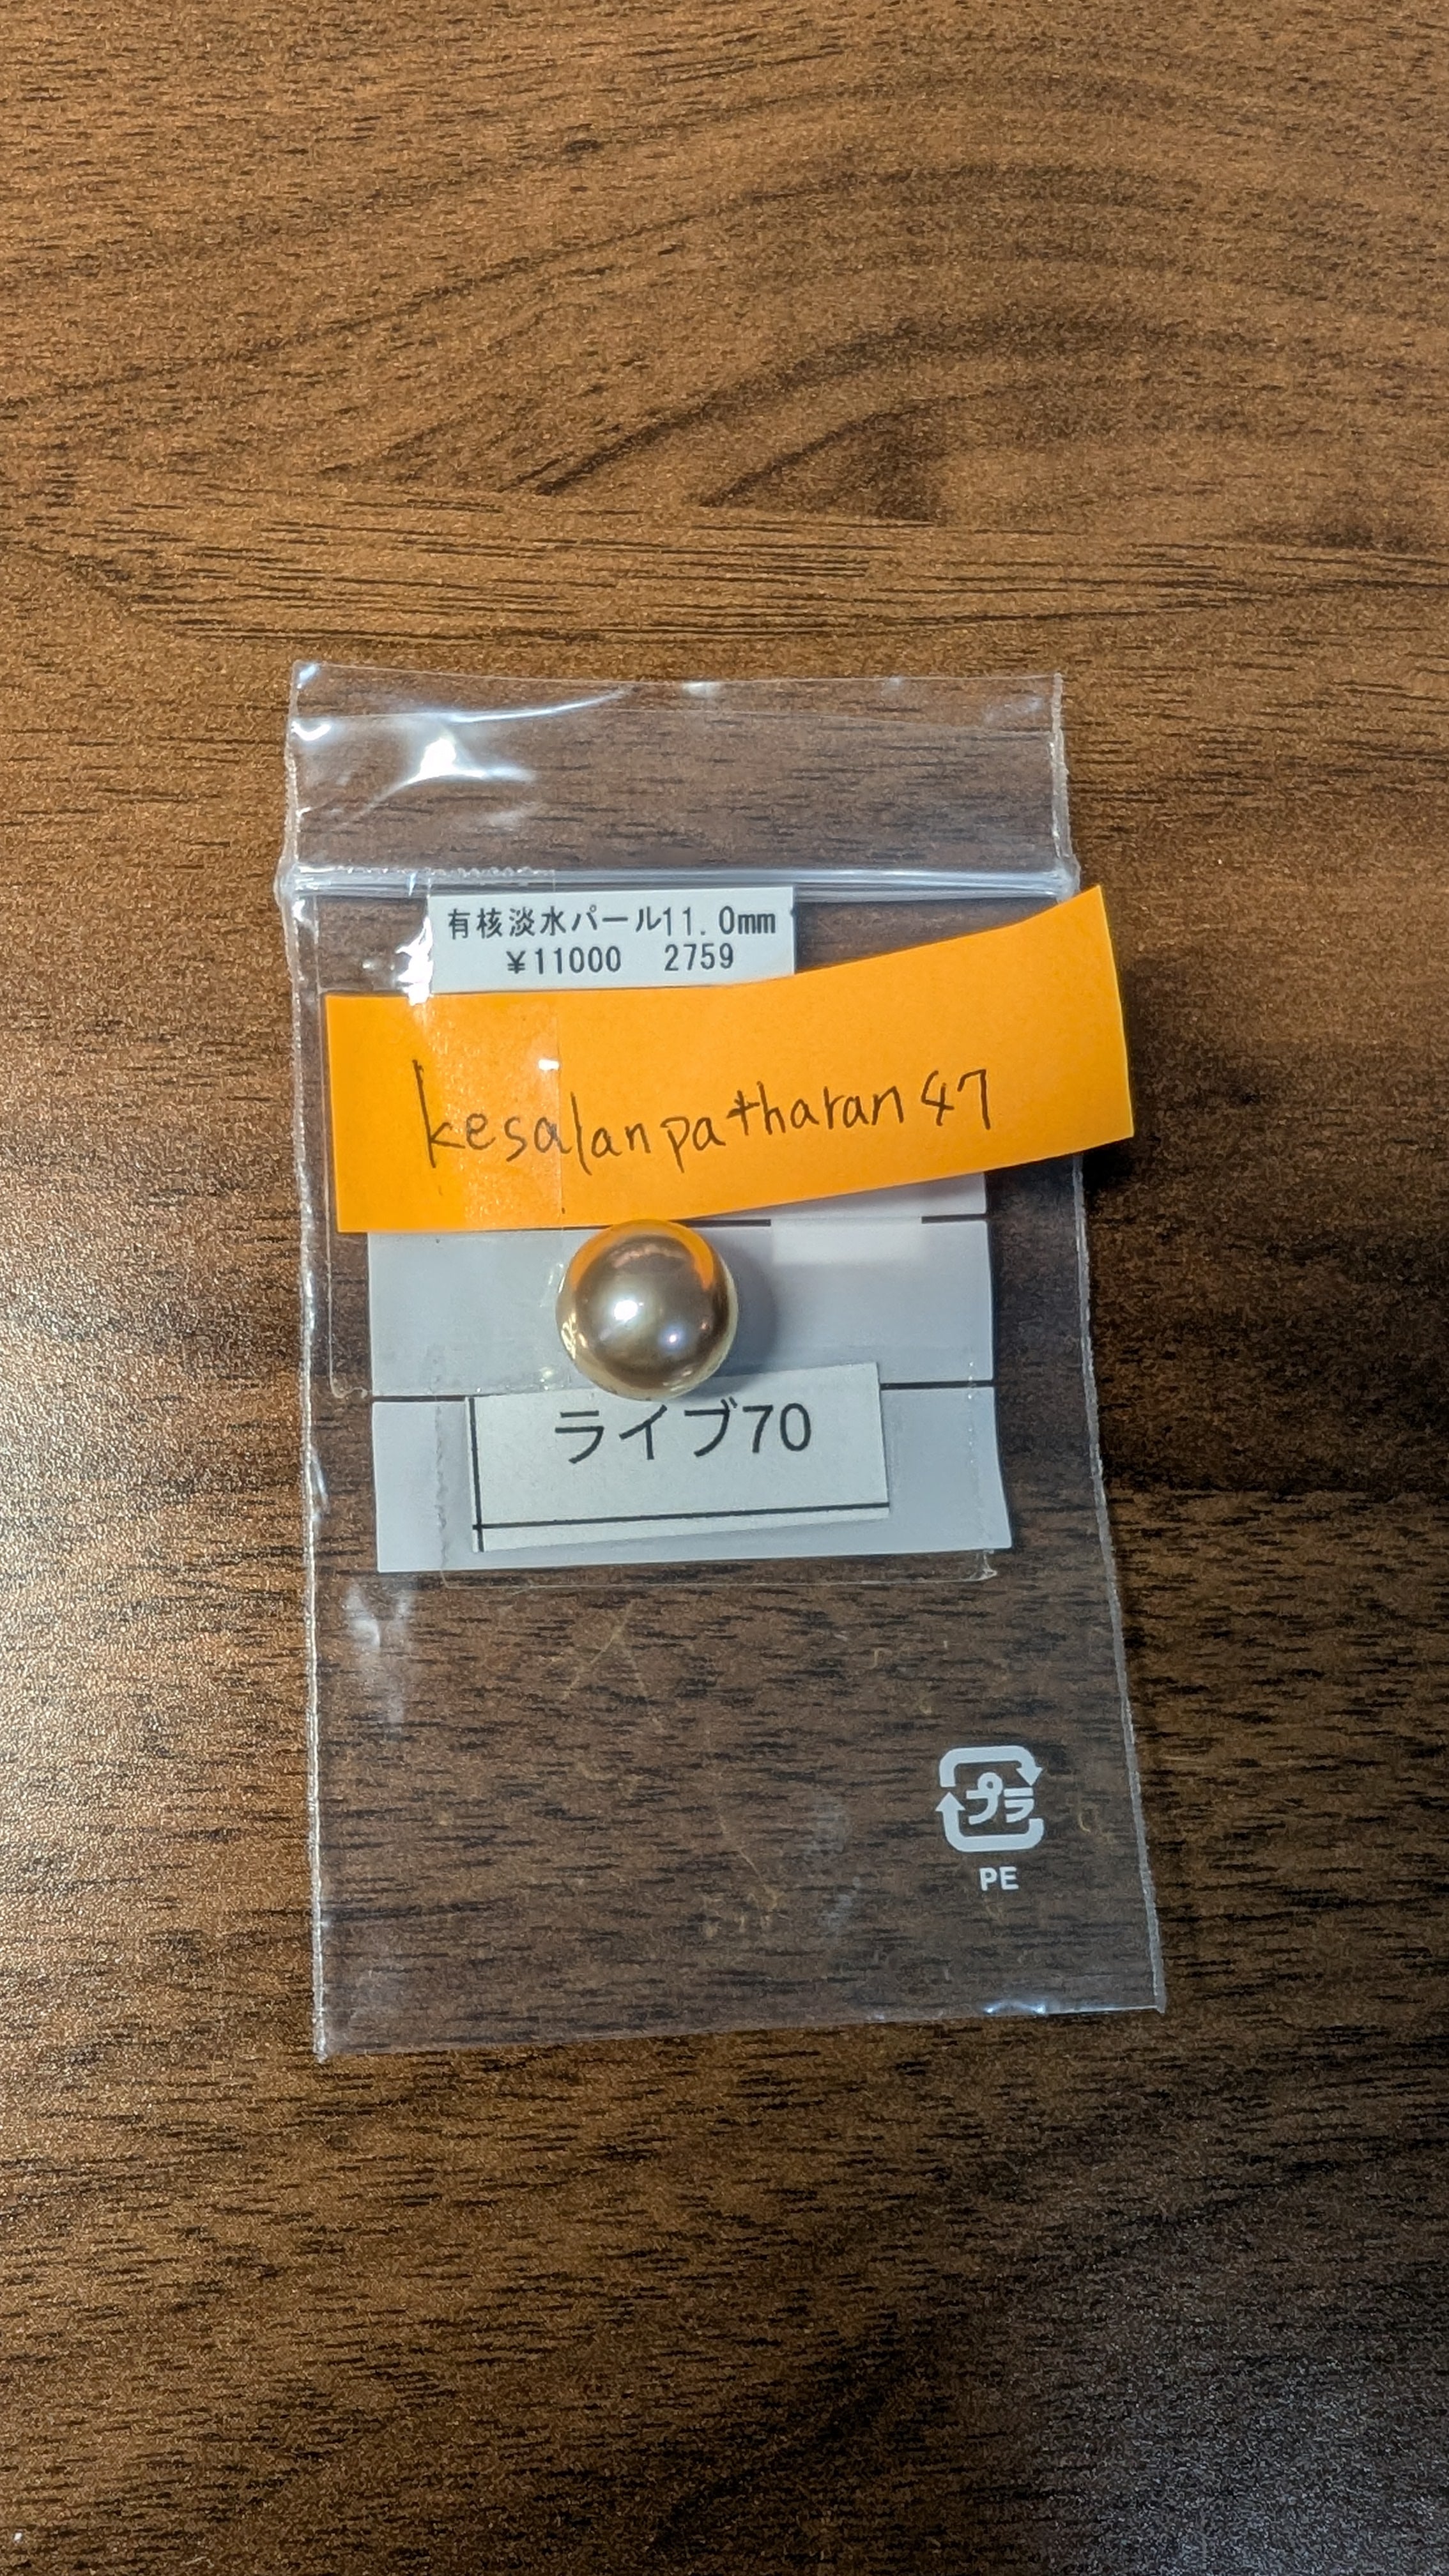 有核淡水パール11.0mm
¥11000 2759
kesalanpatharan47
ライブ70
プラ
PE